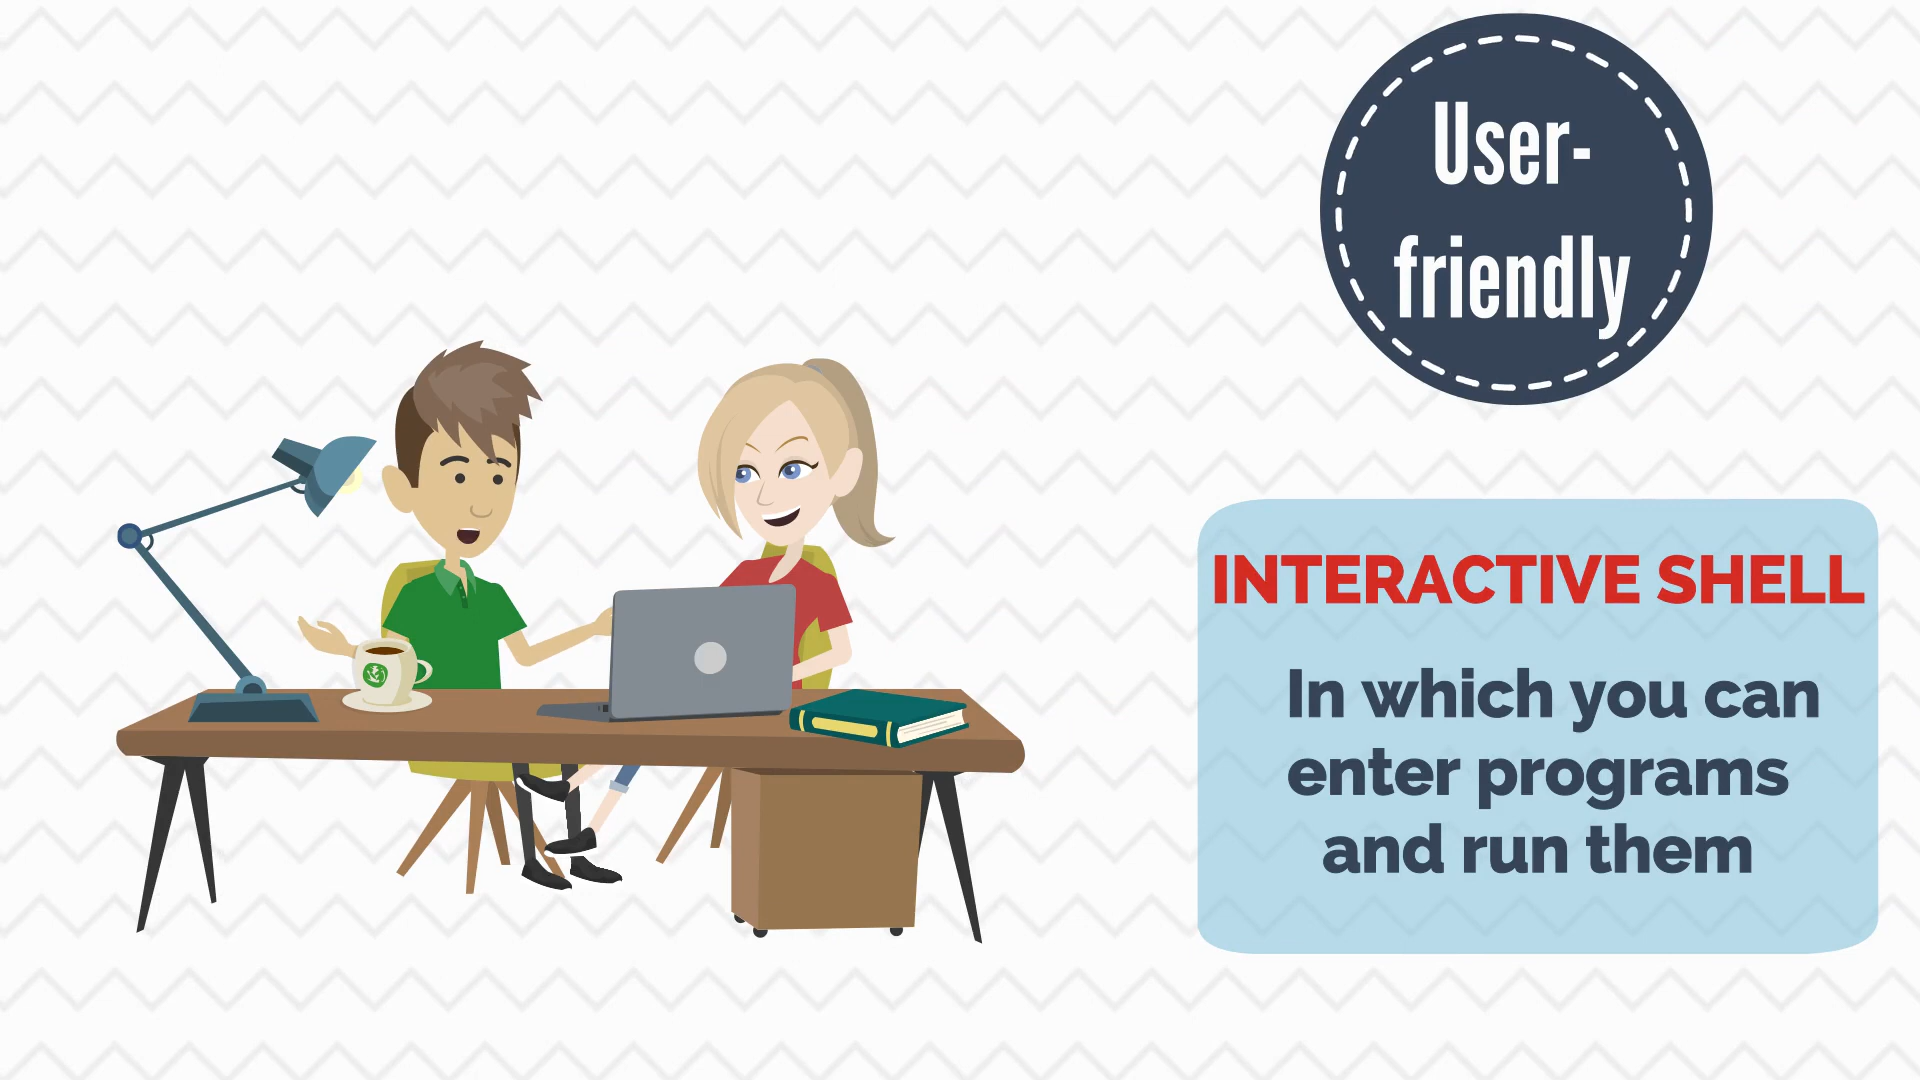 User-
friendly
INTERACTIVE SHELL
In which you can
enter programs
and run them